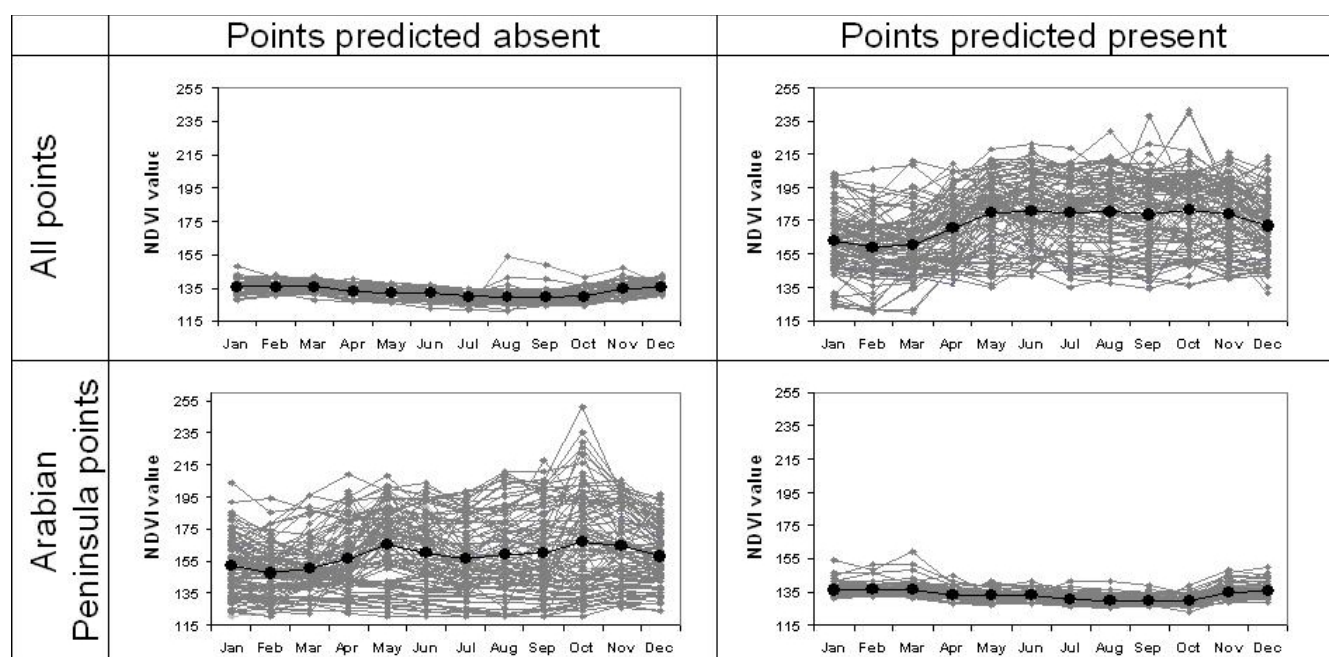 Points predicted absent
Points predicted present
All points
255
235
215
195
175
155
135
115
NDVI value
Jan Feb Mar Apr May Jun Jul Aug Sep Oct Nov Dec
255
235
215
195
175
155
135
115
NDVI value
Jan Feb Mar Apr May Jun Jul Aug Sep Oct Nov Dec
Arabian
Peninsula points
255
235
215
195
175
155
135
115
NDVI value
Jan Feb Mar Apr May Jun Jul Aug Sep Oct Nov Dec
255
235
215
195
175
155
135
115
NDVI value
Jan Feb Mar Apr May Jun Jul Aug Sep Oct Nov Dec